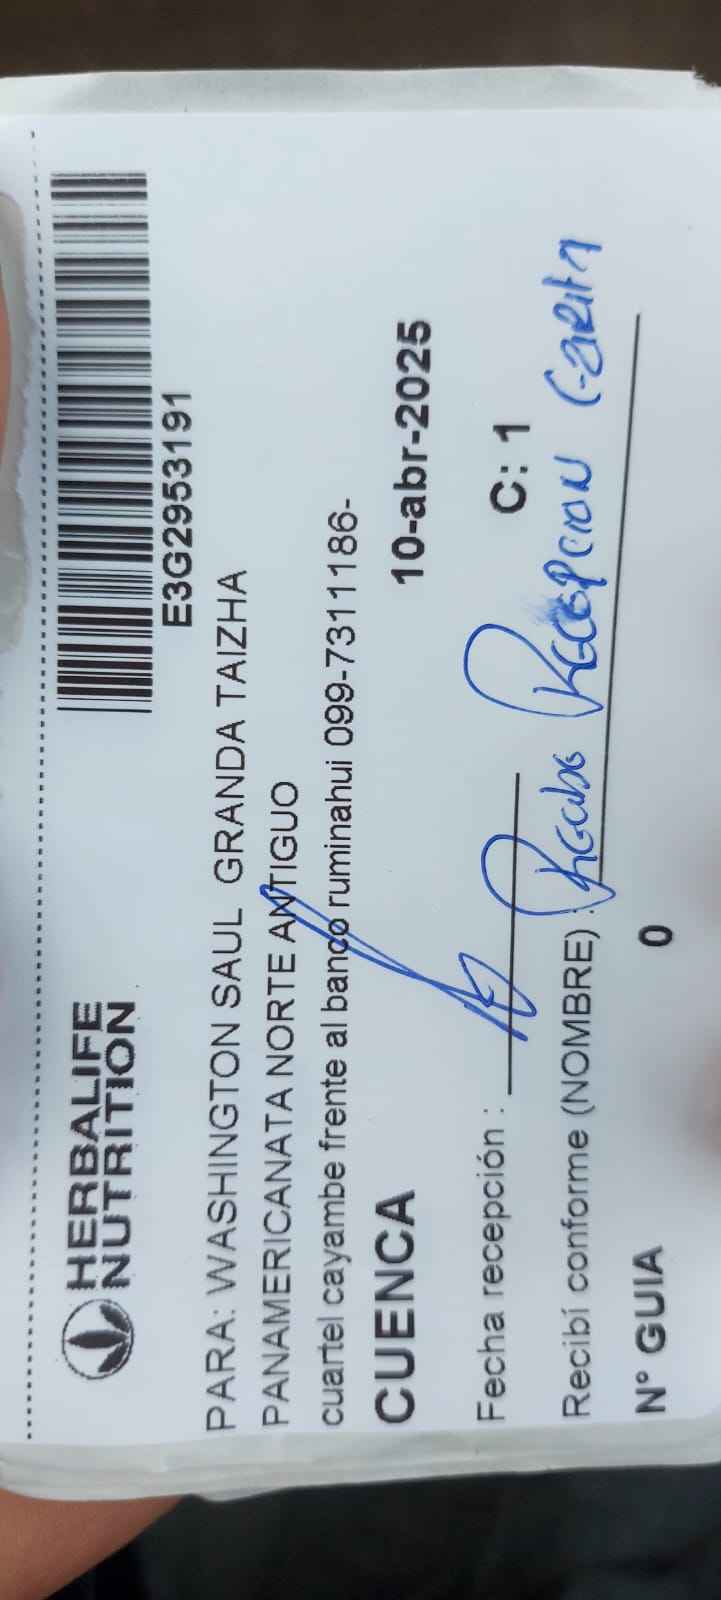 HERBALIFE
NUTRITION
E3G2953191
PARA: WASHINGTON SAUL GRANDA TAIZHA
PANAMERICANATA NORTE ANTIGUO
cuartel cayambe frente al banco ruminahui 099-7311186-
CUENCA 10-abr-2025
Fecha recepción : C: 1
Recibí conforme (NOMBRE) : Recepcion
N° GUIA 0